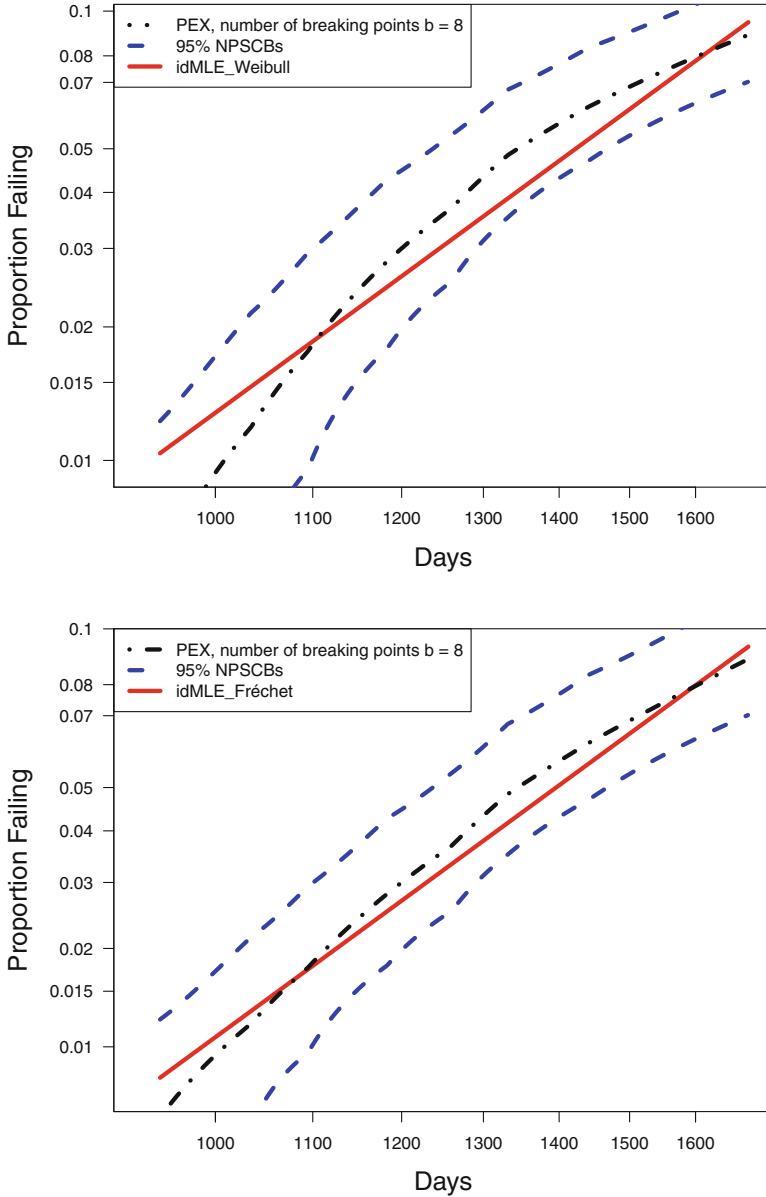 PEX, number of breaking points b = 8
95% NPSCBs
idMLE_Weibull
0.1
0.08
0.07
0.05
0.04
0.03
0.02
0.015
0.01
Proportion Failing
1000 1100 1200 1300 1400 1500 1600
Days
PEX, number of breaking points b = 8
95% NPSCBs
idMLE_Fréchet
0.1
0.08
0.07
0.05
0.04
0.03
0.02
0.015
0.01
Proportion Failing
1000 1100 1200 1300 1400 1500 1600
Days